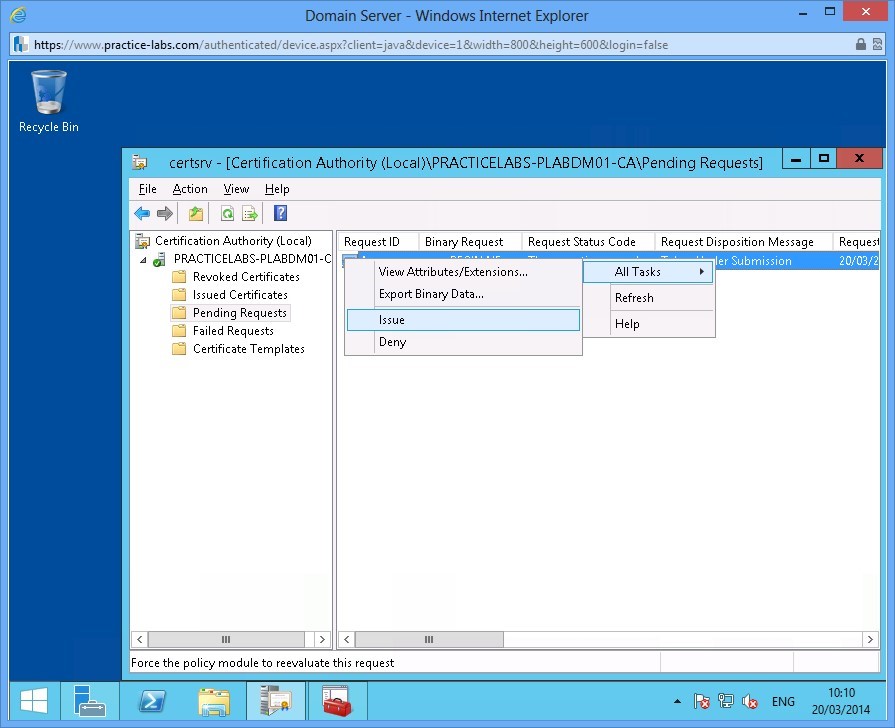 Domain Server - Windows Internet Explorer
https://www.practice-labs.com/authenticated/device.aspx?client=java&device=1&width=800&height=600&login=false
Recycle Bin
certsrv - [Certification Authority (Local)\PRACTICELABS-PLABDM01-CA\Pending Requests]
File Action View Help
Certification Authority (Local)
PRACTICELABS-PLABDM01-C
Revoked Certificates
Issued Certificates
Pending Requests
Failed Requests
Certificate Templates
Request ID Binary Request Request Status Code Request Disposition Message Request
Submission 20/03/2
View Attributes/Extensions...
Export Binary Data...
Issue
Deny
All Tasks
Refresh
Help
Force the policy module to reevaluate this request
ENG
10:10
20/03/2014